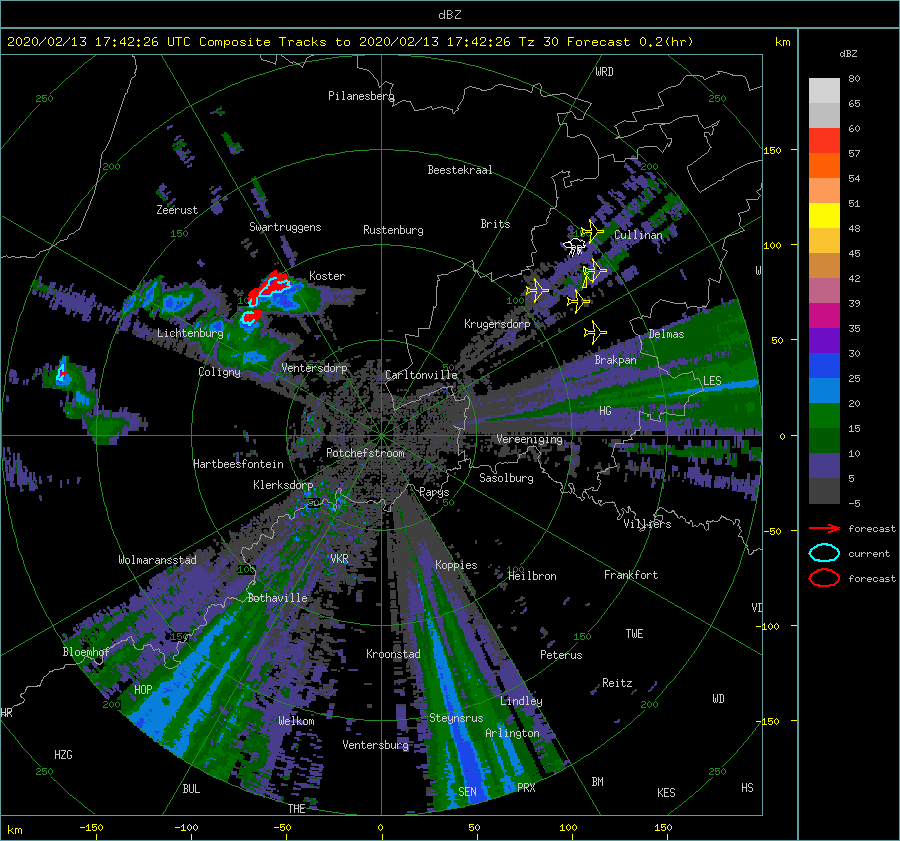 dBZ
2020/02/13 17:42:26 UTC Composite Tracks to 2020/02/13 17:42:26 Tz 30 Forecast 0.2(hr)
km
dBZ
WRD
80
Pilanesberg
250
250
65
60
150
57
200
Beestekraal
200
54
Zeerust
51
Swartruggens
Brits
150
Rustenburg
Cullinan
48
100
Koster
45
W
42
100
39
Lichtenburg
Krugersdorp
Delmas
35
50
Coligny
Ventersdorp
Carltonville
50
Brakpan
30
LES
25
HG
20
Vereeniging
0
15
Potchefstroom
10
Hartbeesfontein
Sasolburg
5
Klerksdorp
Parys
50
50
-5
Villiers
forecast
-50
Wolmaransstad
VKR
current
100
Koppies
100
Heilbron
Frankfort
forecast
Bothaville
VI
-100
150
150
TWE
Bloemhof
Kroonstad
Peterus
HOP
Reitz
WD
200
Lindley
200
HR
Welkom
Steynsrus
-150
Arlington
Ventersburg
HZG
250
250
BUL
SEN
PRX
BM
KES
HS
THE
km
-150
-100
-50
0
50
100
150